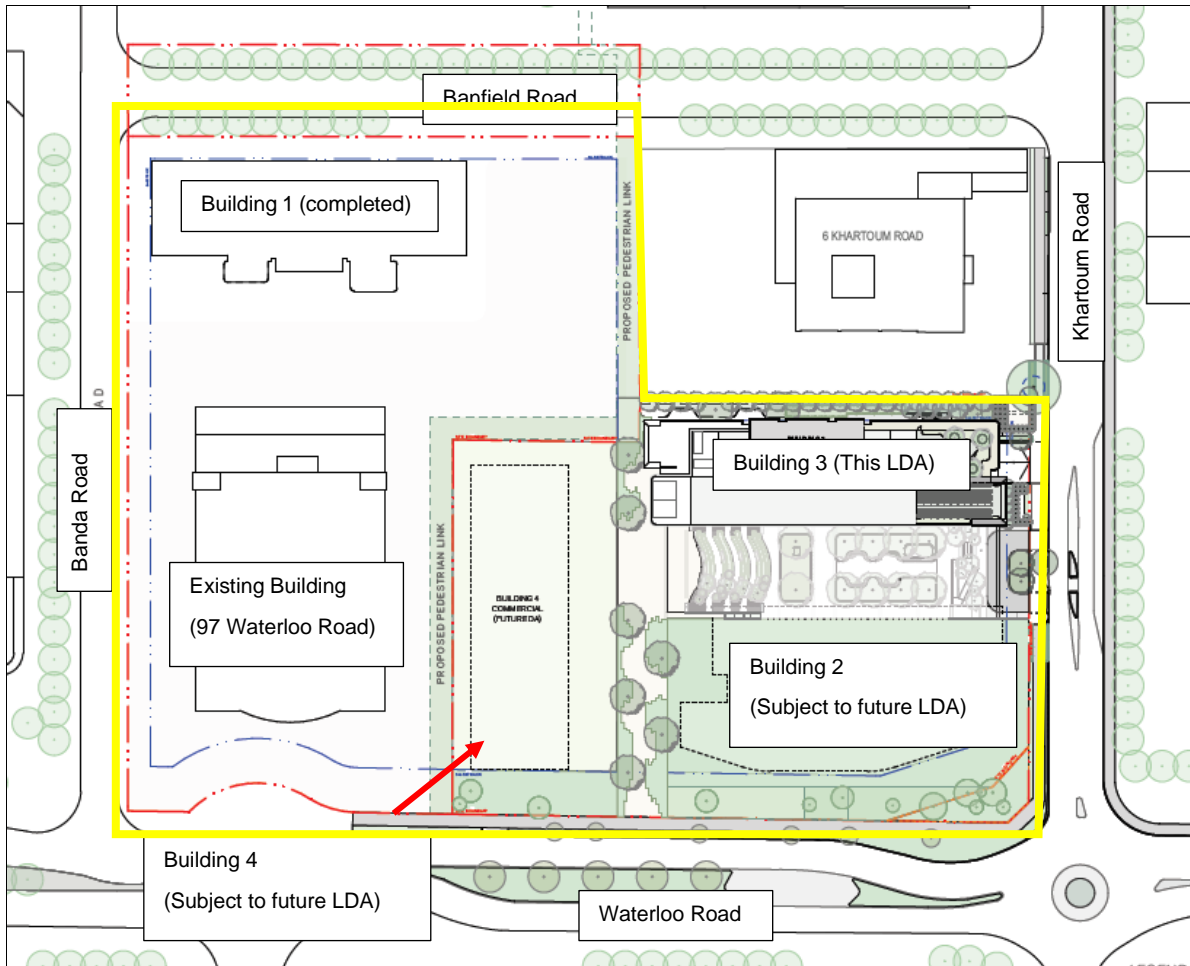 Banfield Road
Building 1 (completed)
PROPOSED PEDESTRIAN LINK
6 KHARTOUM ROAD
Khartoum Road
Banda Road
A D
Building 3 (This LDA)
Existing Building
(97 Waterloo Road)
PROPOSED PEDESTRIAN LINK
BUILDING 4
COMMERCIAL
(FUTURE DA)
Building 2
(Subject to future LDA)
Building 4
(Subject to future LDA)
Waterloo Road